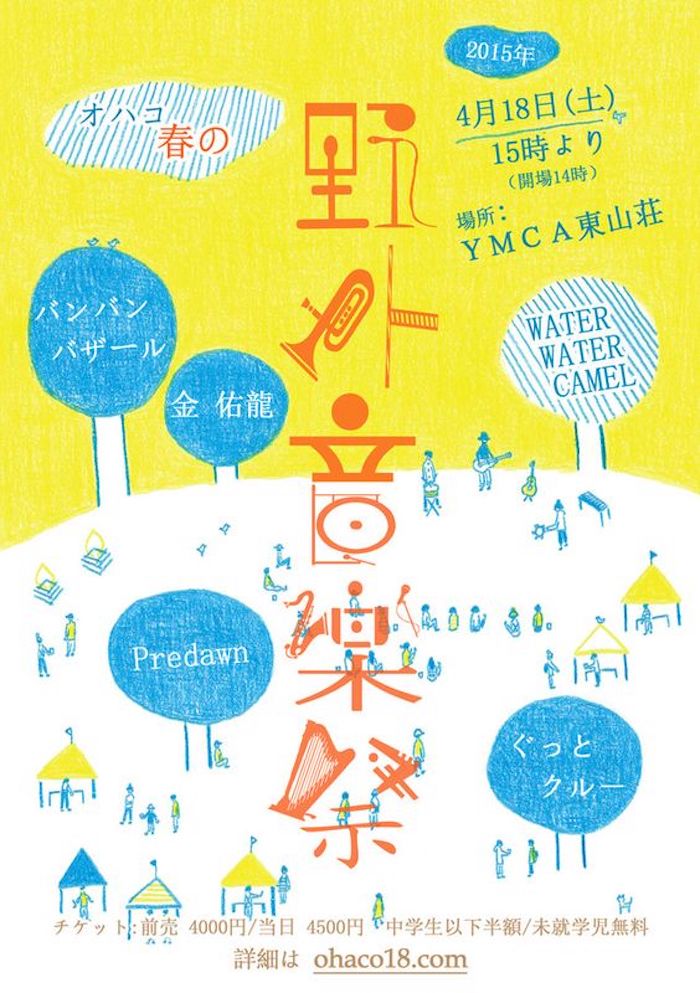 オハコ
春の
野外音楽祭
2015年
4月18日(土)
15時より
(開場14時)
場所:
YMCA東山荘
バンバン
バザール
金 佑龍
WATER
WATER
CAMEL
Predawn
ぐっと
クルー
チケット:前売 4000円/当日 4500円 中学生以下半額/未就学児無料
詳細は ohaco18.com